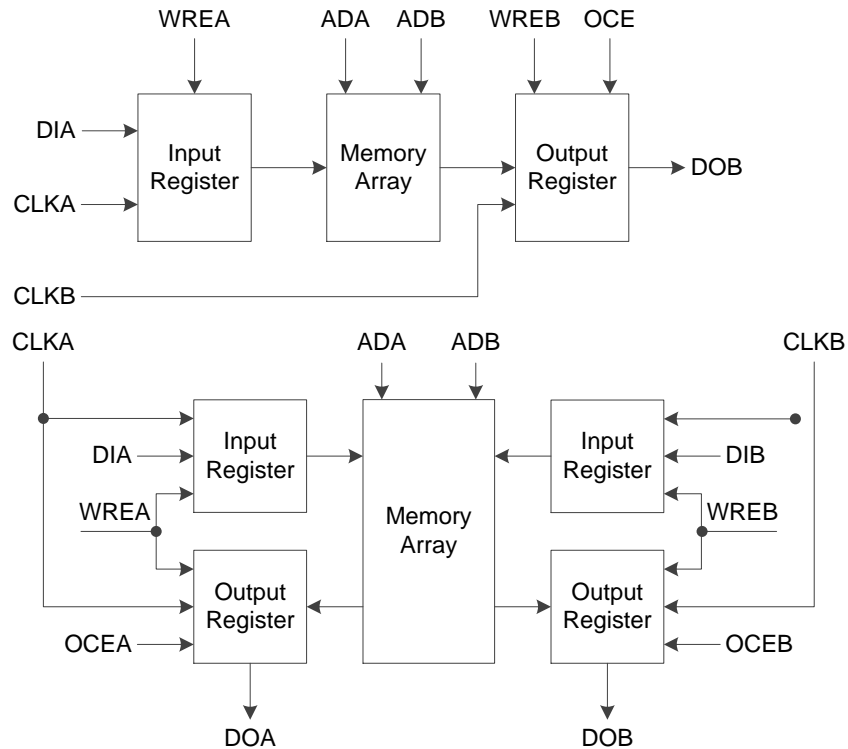 WREA ADA ADB WREB OCE
DIA
Input
Register
Memory
Array
Output
Register
DOB
CLKA
CLKB
CLKA ADA ADB CLKB
Input
Register
Input
Register
DIA
DIB
WREA
WREB
Memory
Array
Output
Register
Output
Register
OCEA
OCEB
DOA DOB